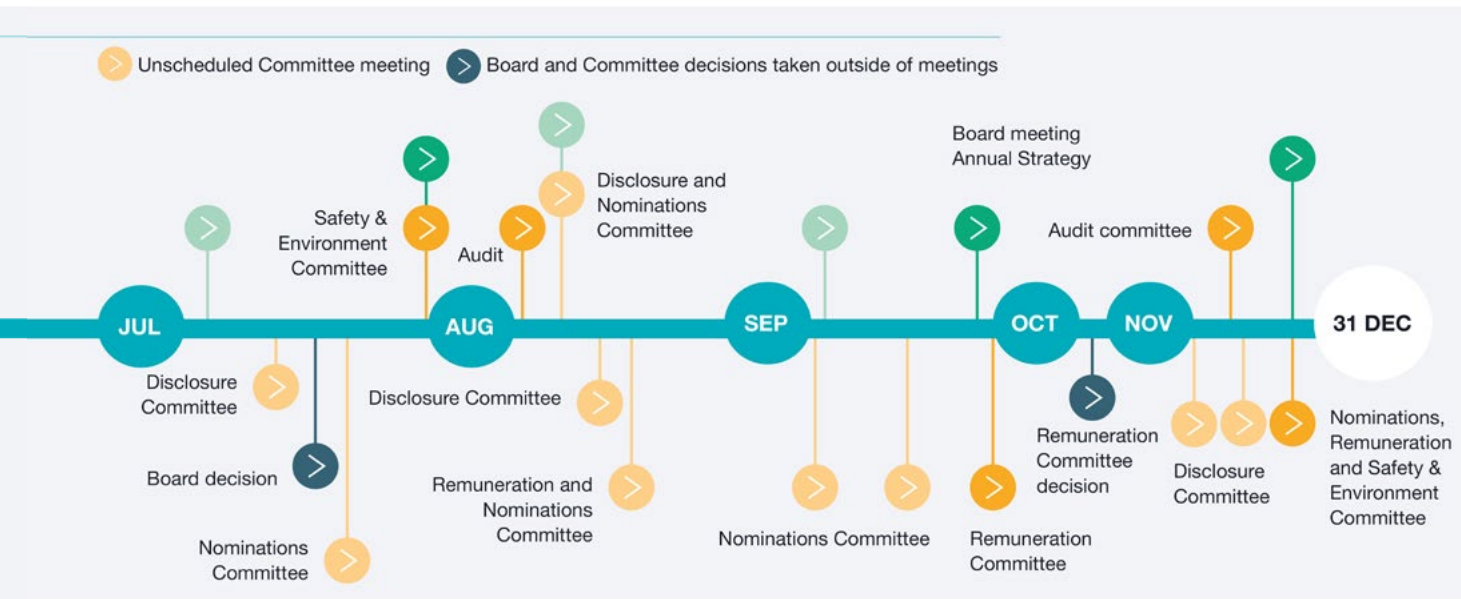 Unscheduled Committee meeting
Board and Committee decisions taken outside of meetings
Board meeting
Annual Strategy
Disclosure and
Nominations
Committee
Safety &
Environment
Committee
Audit
Audit committee
JUL
AUG
SEP
OCT
NOV
31 DEC
Disclosure
Committee
Disclosure Committee
Board decision
Remuneration and
Nominations
Committee
Nominations
Committee
Nominations Committee
Remuneration
Committee
Remuneration
Committee
decision
Disclosure
Committee
Nominations,
Remuneration
and Safety &
Environment
Committee